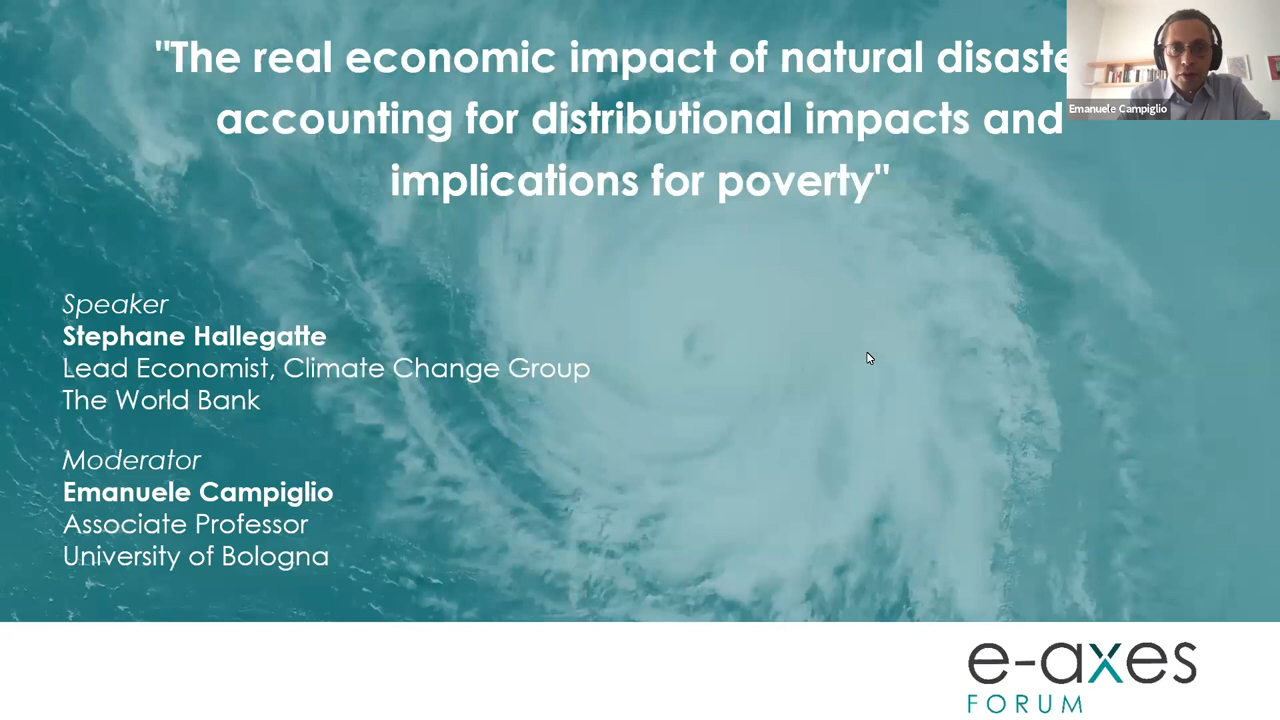 "The real economic impact of natural disaste
accounting for distributional impacts and
implications for poverty"
Emanuele Campiglio
Speaker
Stephane Hallegatte
Lead Economist, Climate Change Group
The World Bank
Moderator
Emanuele Campiglio
Associate Professor
University of Bologna
e-axes
FORUM